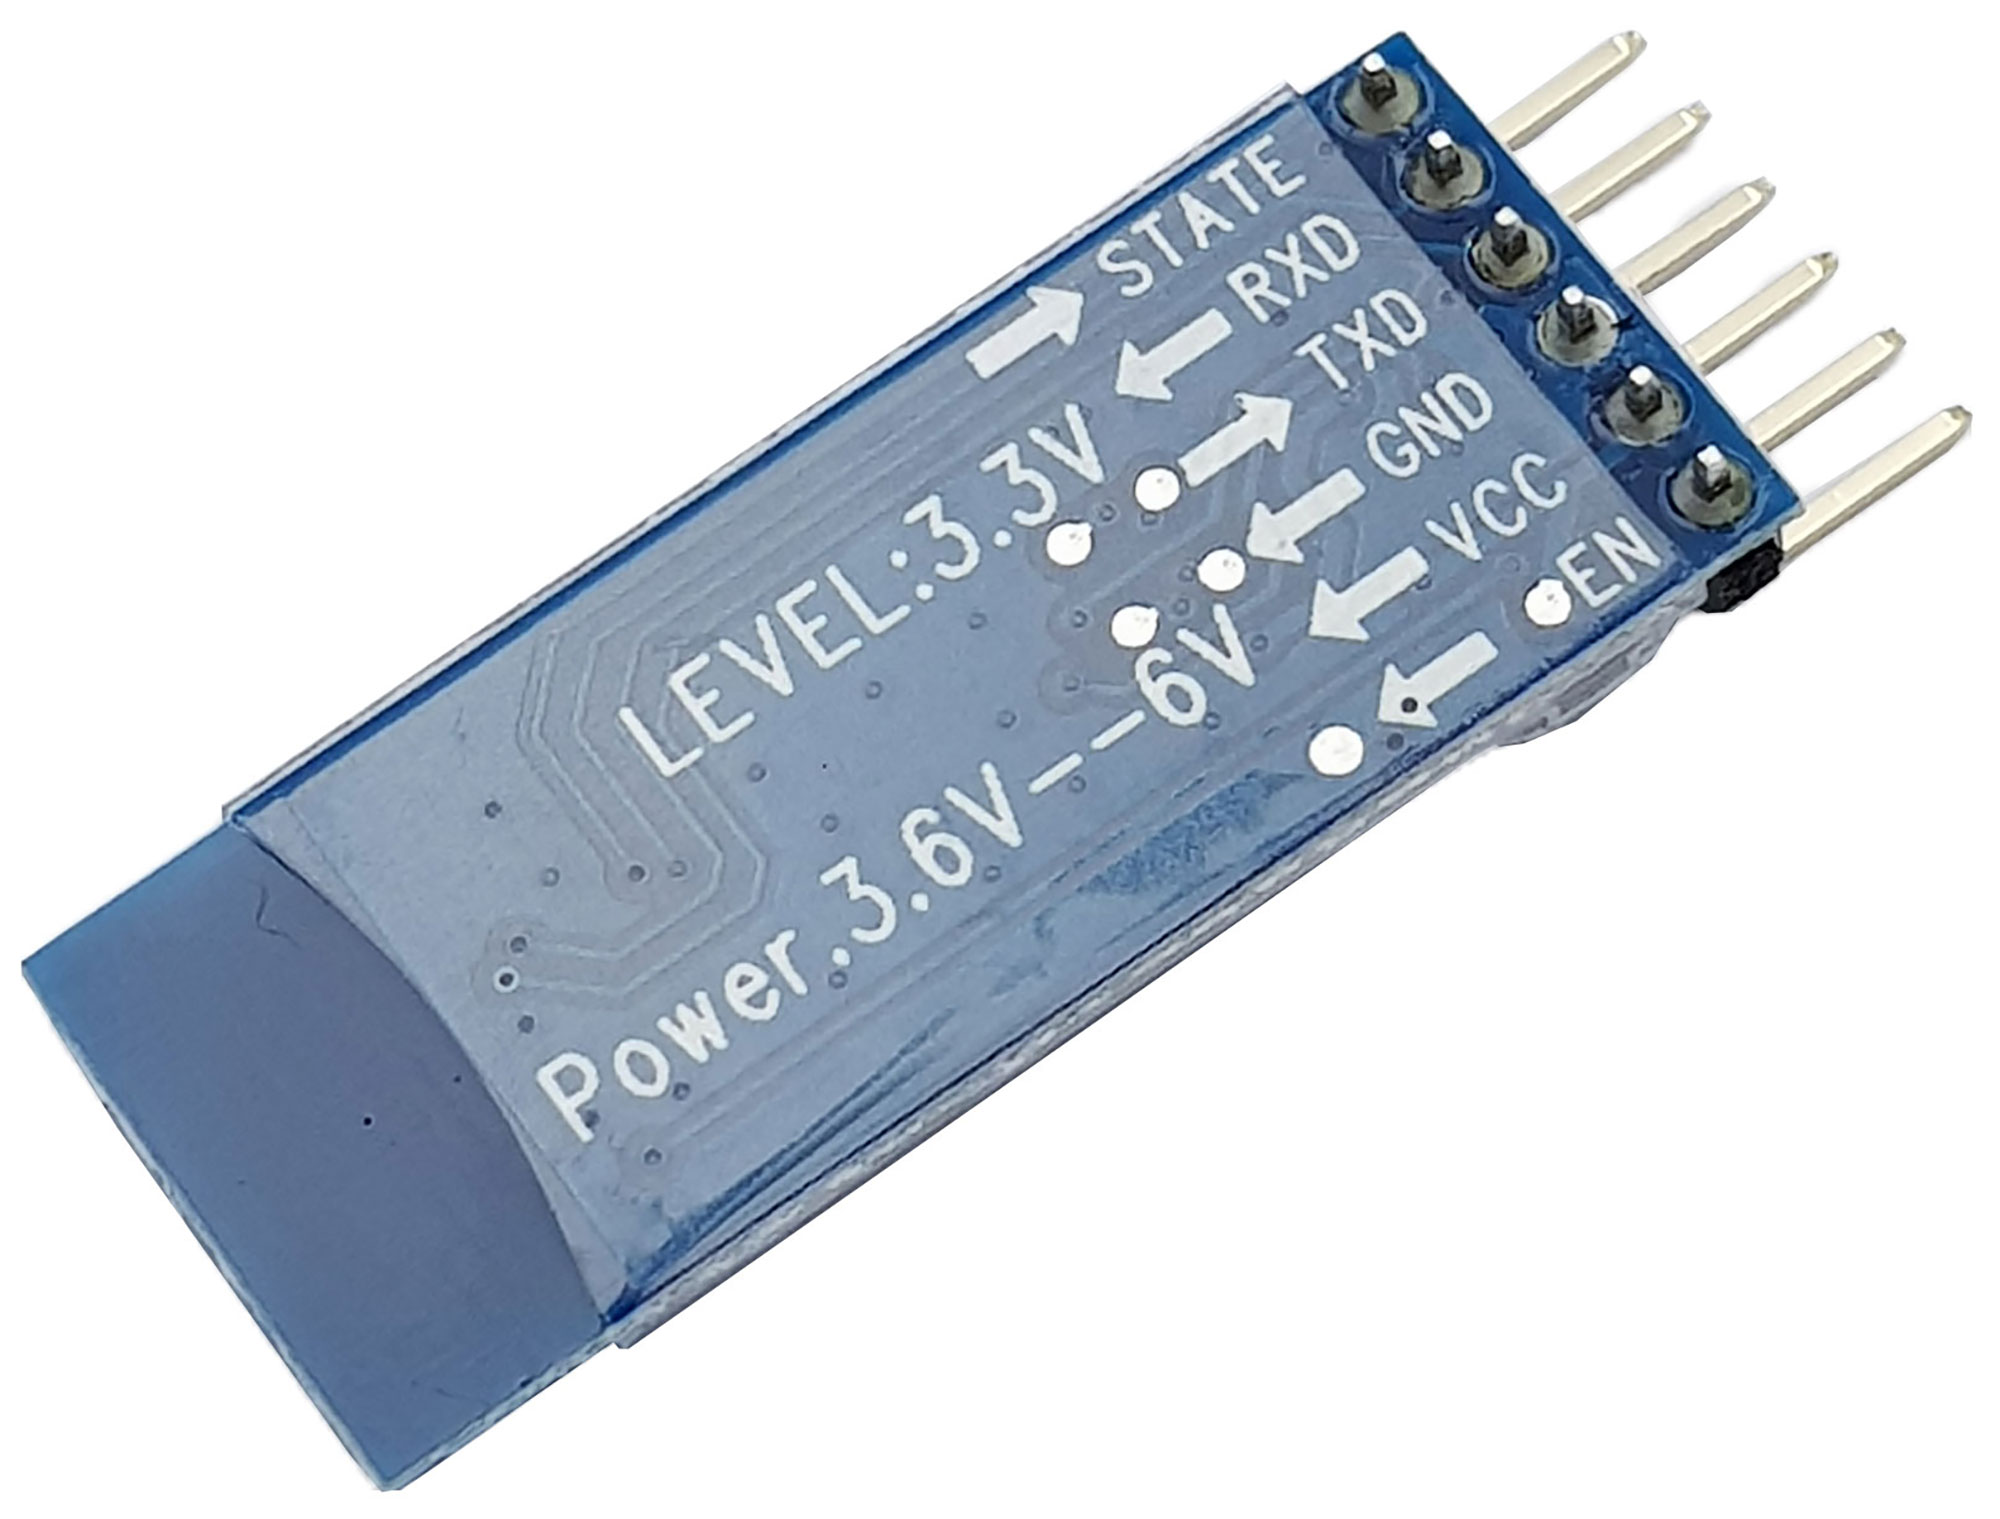 STATE
RXD
TXD
GND
VCC
EN
LEVEL:3.3V
Power.3.6V---6V